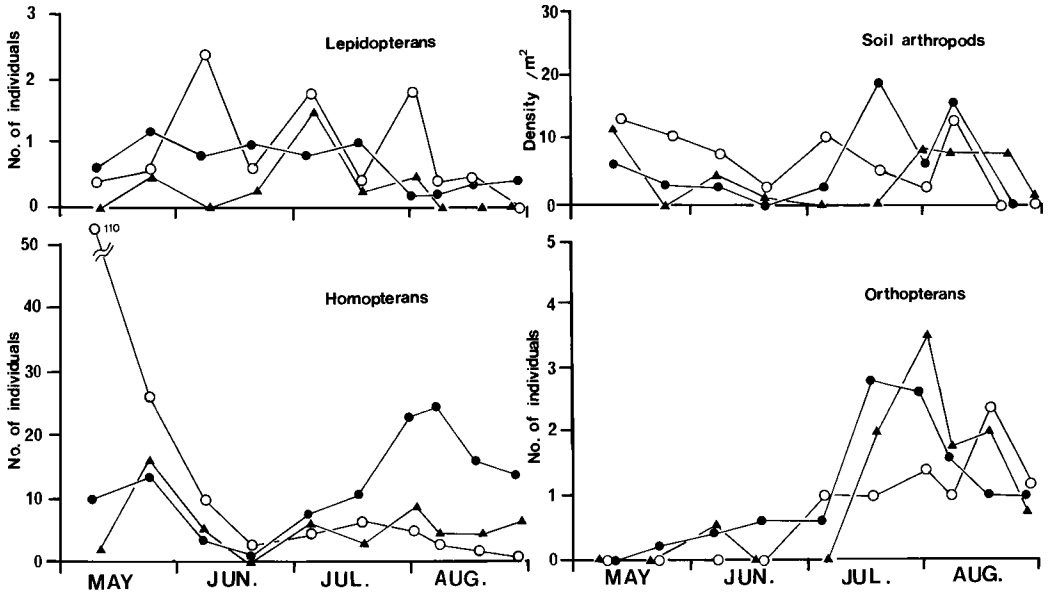 No. of individuals
3
2
1
0
Lepidopterans
Density /m²
30
20
10
0
Soil arthropods
No. of individuals
50
40
30
20
10
0
110
Homopterans
MAY JUN. JUL. AUG.
No. of individuals
5
4
3
2
1
0
Orthopterans
MAY JUN. JUL. AUG.